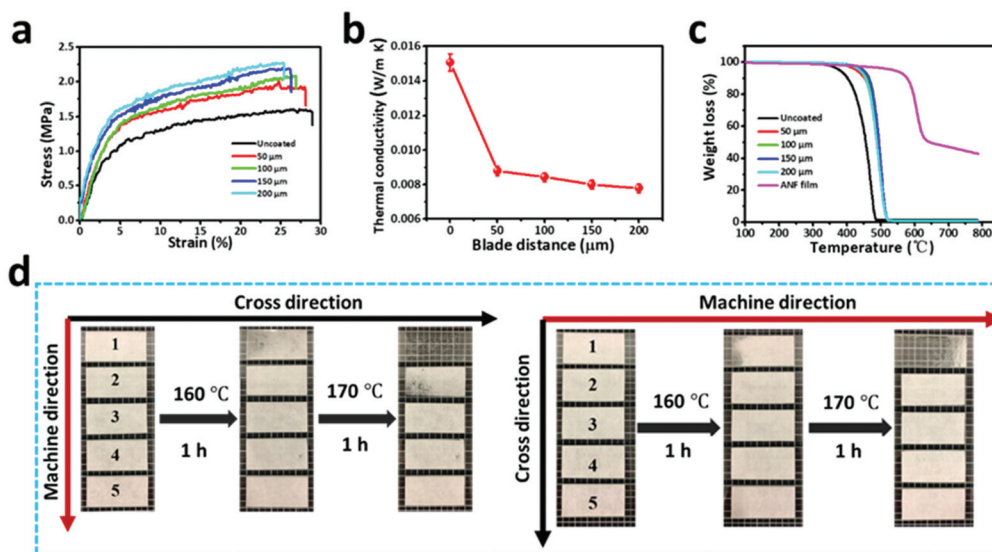 a
2.5
2.0
1.5
1.0
0.5
0.0
Stress (MPa)
Uncoated
50 μm
100 μm
150 μm
200 μm
0 5 10 15 20 25 30
Strain (%)
b
0.016
0.014
0.012
0.010
0.008
0.006
Thermal conductivity (W/m K)
0 50 100 150 200
Blade distance (μm)
c
100
80
60
40
20
0
Weight loss (%)
Uncoated
50 μm
100 μm
150 μm
200 μm
ANF film
100 200 300 400 500 600 700 800
Temperature (℃)
d
Cross direction
Machine direction
1
2
3
4
5
160 ℃
1 h
170 ℃
1 h
Machine direction
Cross direction
1
2
3
4
5
160 ℃
1 h
170 ℃
1 h